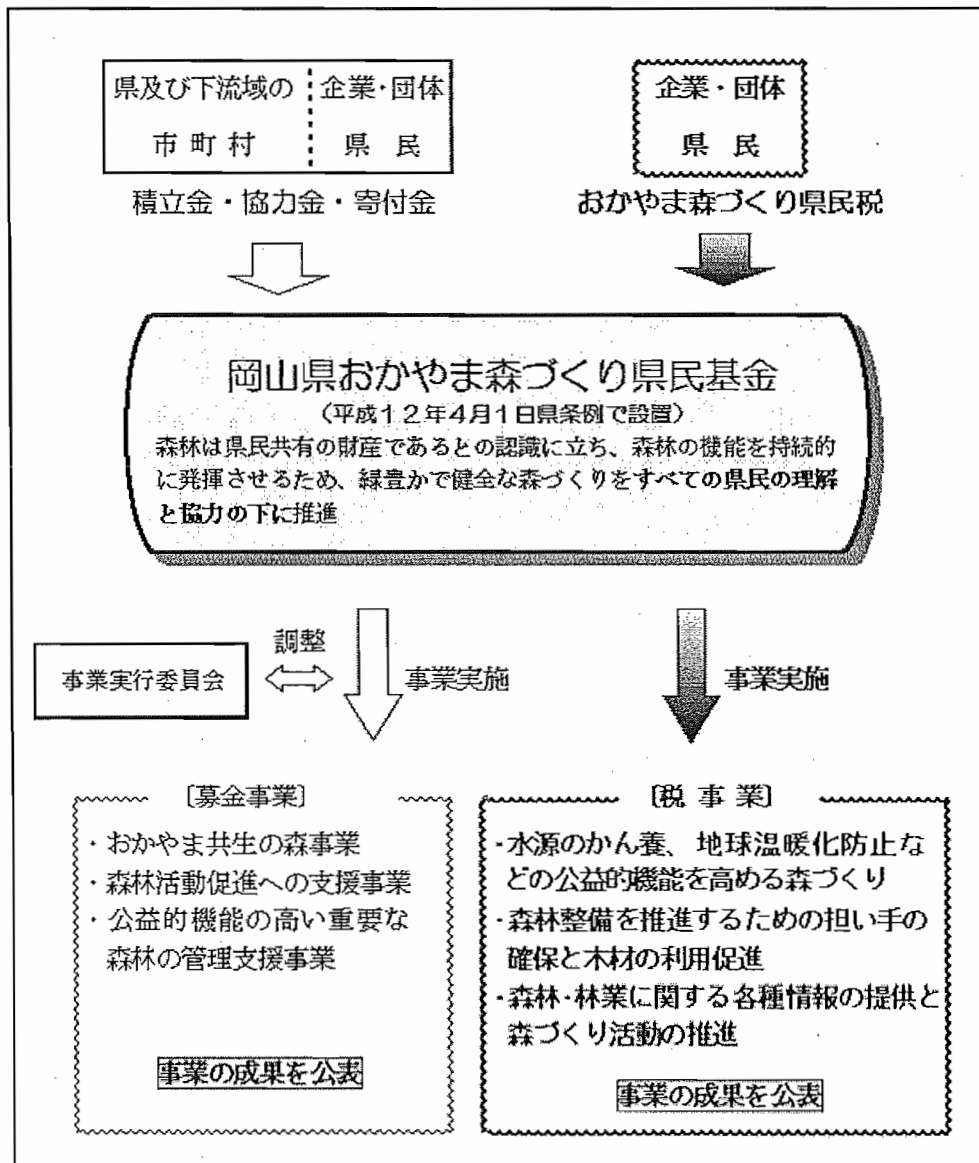 県及び下流域の
市町村
企業・団体
県民
積立金・協力金・寄付金
企業・団体
県民
おかやま森づくり県民税
岡山県おかやま森づくり県民基金
（平成１２年４月１日県条例で設置）
森林は県民共有の財産であるとの認識に立ち、森林の機能を持続的
に発揮させるため、緑豊かで健全な森づくりをすべての県民の理解
と協力の下に推進
事業実行委員会
調整
事業実施
事業実施
［募金事業］
・おかやま共生の森事業
・森林活動促進への支援事業
・公益的機能の高い重要な
森林の管理支援事業
事業の成果を公表
［税事業］
・水源のかん養、地球温暖化防止な
どの公益的機能を高める森づくり
・森林整備を推進するための担い手の
確保と木材の利用促進
・森林・林業に関する各種情報の提供と
森づくり活動の推進
事業の成果を公表